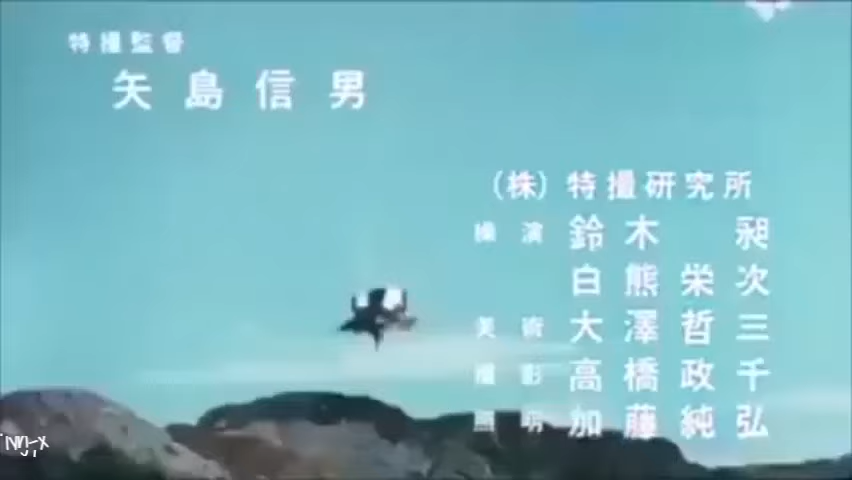 特撮監督
矢島信男
(株)特撮研究所
操演 鈴木 昶
白熊栄次
美術 大澤哲三
撮影 高橋政千
照明 加藤純弘